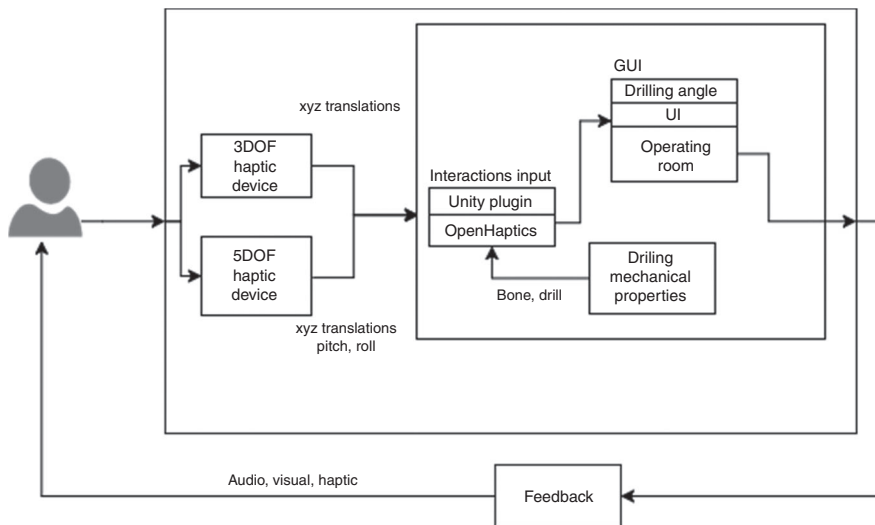 GUI
Drilling angle
UI
Operating
room
xyz translations
3DOF
haptic
device
Interactions input
Unity plugin
OpenHaptics
5DOF
haptic
device
Driling
mechanical
properties
Bone, drill
xyz translations
pitch, roll
Audio, visual, haptic
Feedback